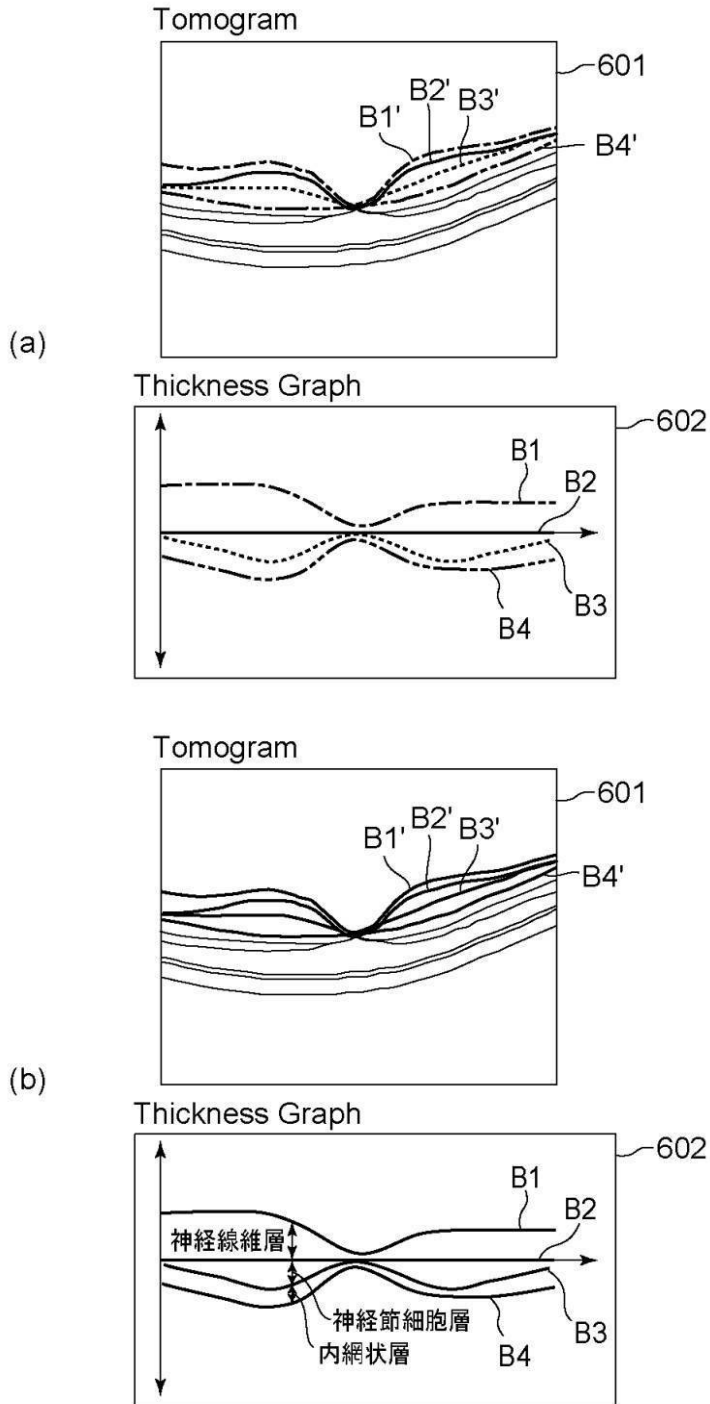 Tomogram
601
B1'
B2'
B3'
B4'
(a)
Thickness Graph
602
B1
B2
B3
B4
Tomogram
601
B1'
B2'
B3'
B4'
(b)
Thickness Graph
602
B1
B2
神経線維層
B3
神経節細胞層
B4
内網状層